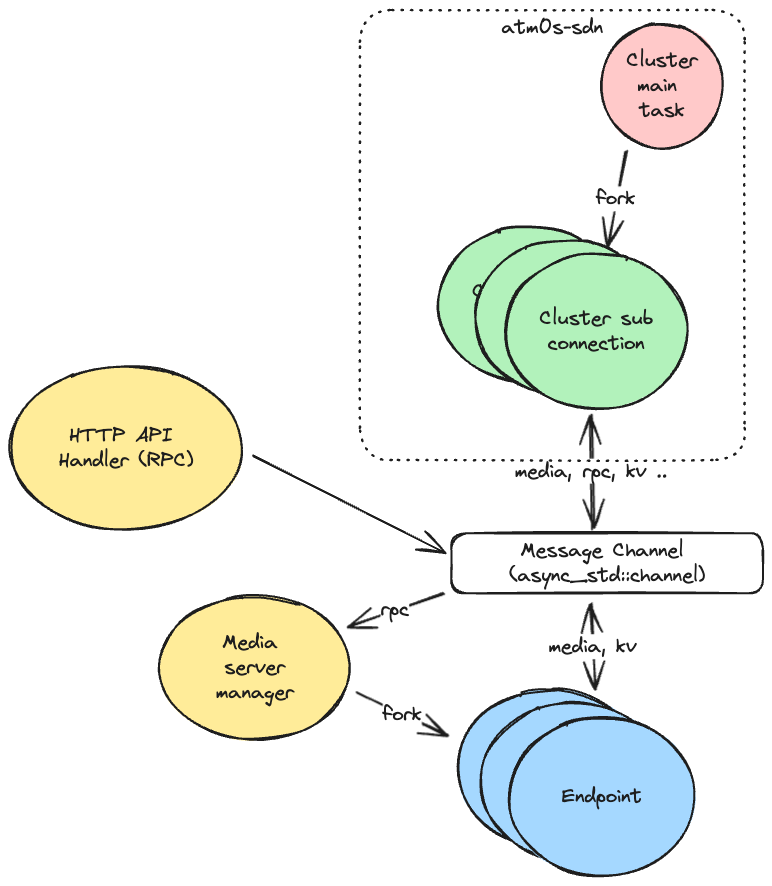 atm0s-sdn
Cluster
main
task
fork
Cluster sub
connection
HTTP API
Handler (RPC)
media, rpc, kv ..
Message Channel
(async_std::channel)
rpc
Media
server
manager
media, kv
fork
Endpoint